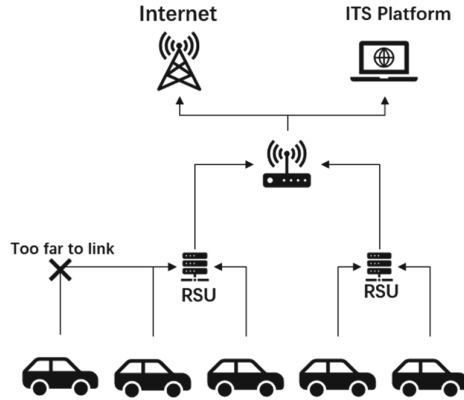 Internet
ITS Platform
Too far to link
RSU
RSU